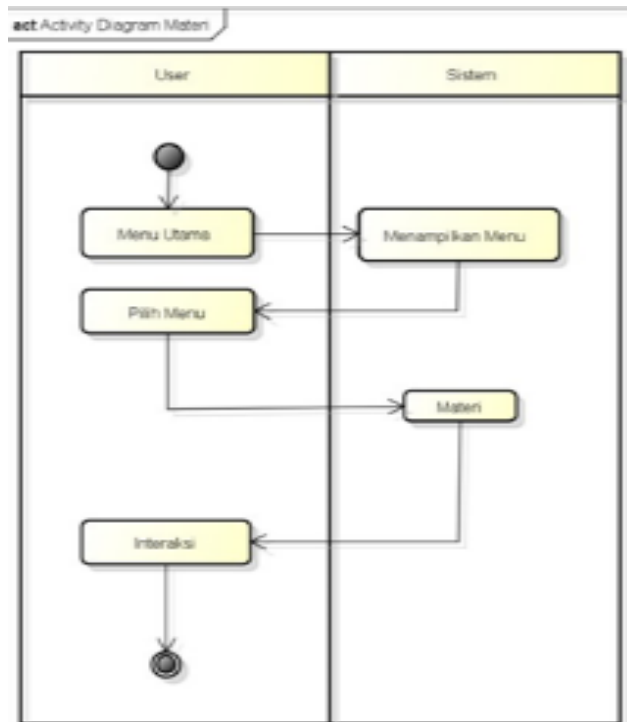 act Activity Diagram Materi
User
Sistem
Menu Utama
Menampilkan Menu
Pilih Menu
Materi
Interaksi